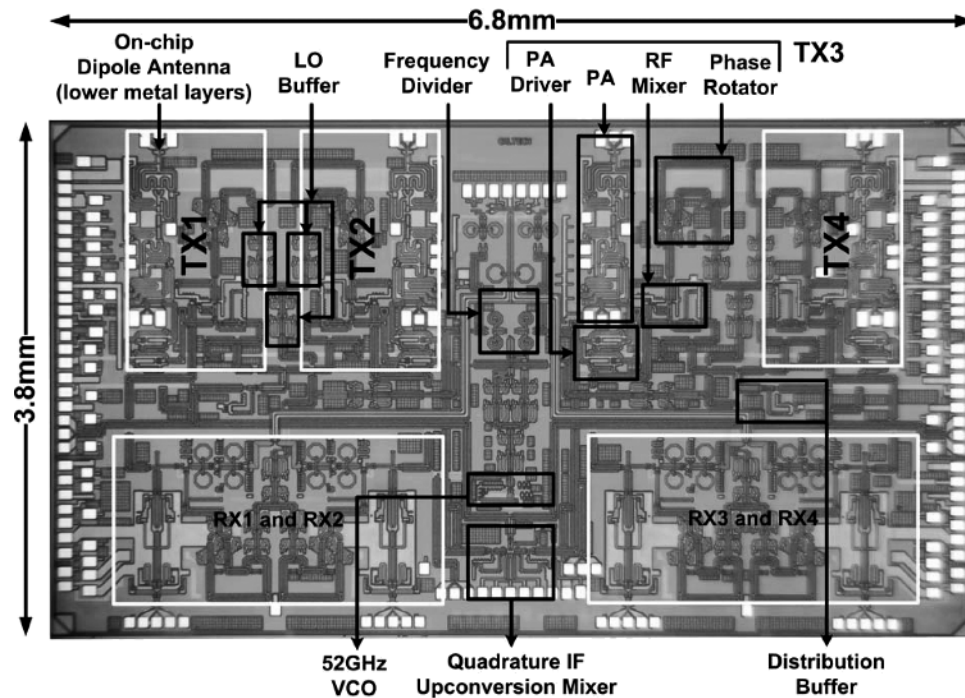 6.8mm
On-chip
Dipole Antenna
(lower metal layers)
LO
Buffer
Frequency
Divider
PA
Driver
PA
RF
Mixer
Phase
Rotator
TX3
CALTECH
TX1
TX2
TX4
3.8mm
RX1 and RX2
RX3 and RX4
52GHz
VCO
Quadrature IF
Upconversion Mixer
Distribution
Buffer